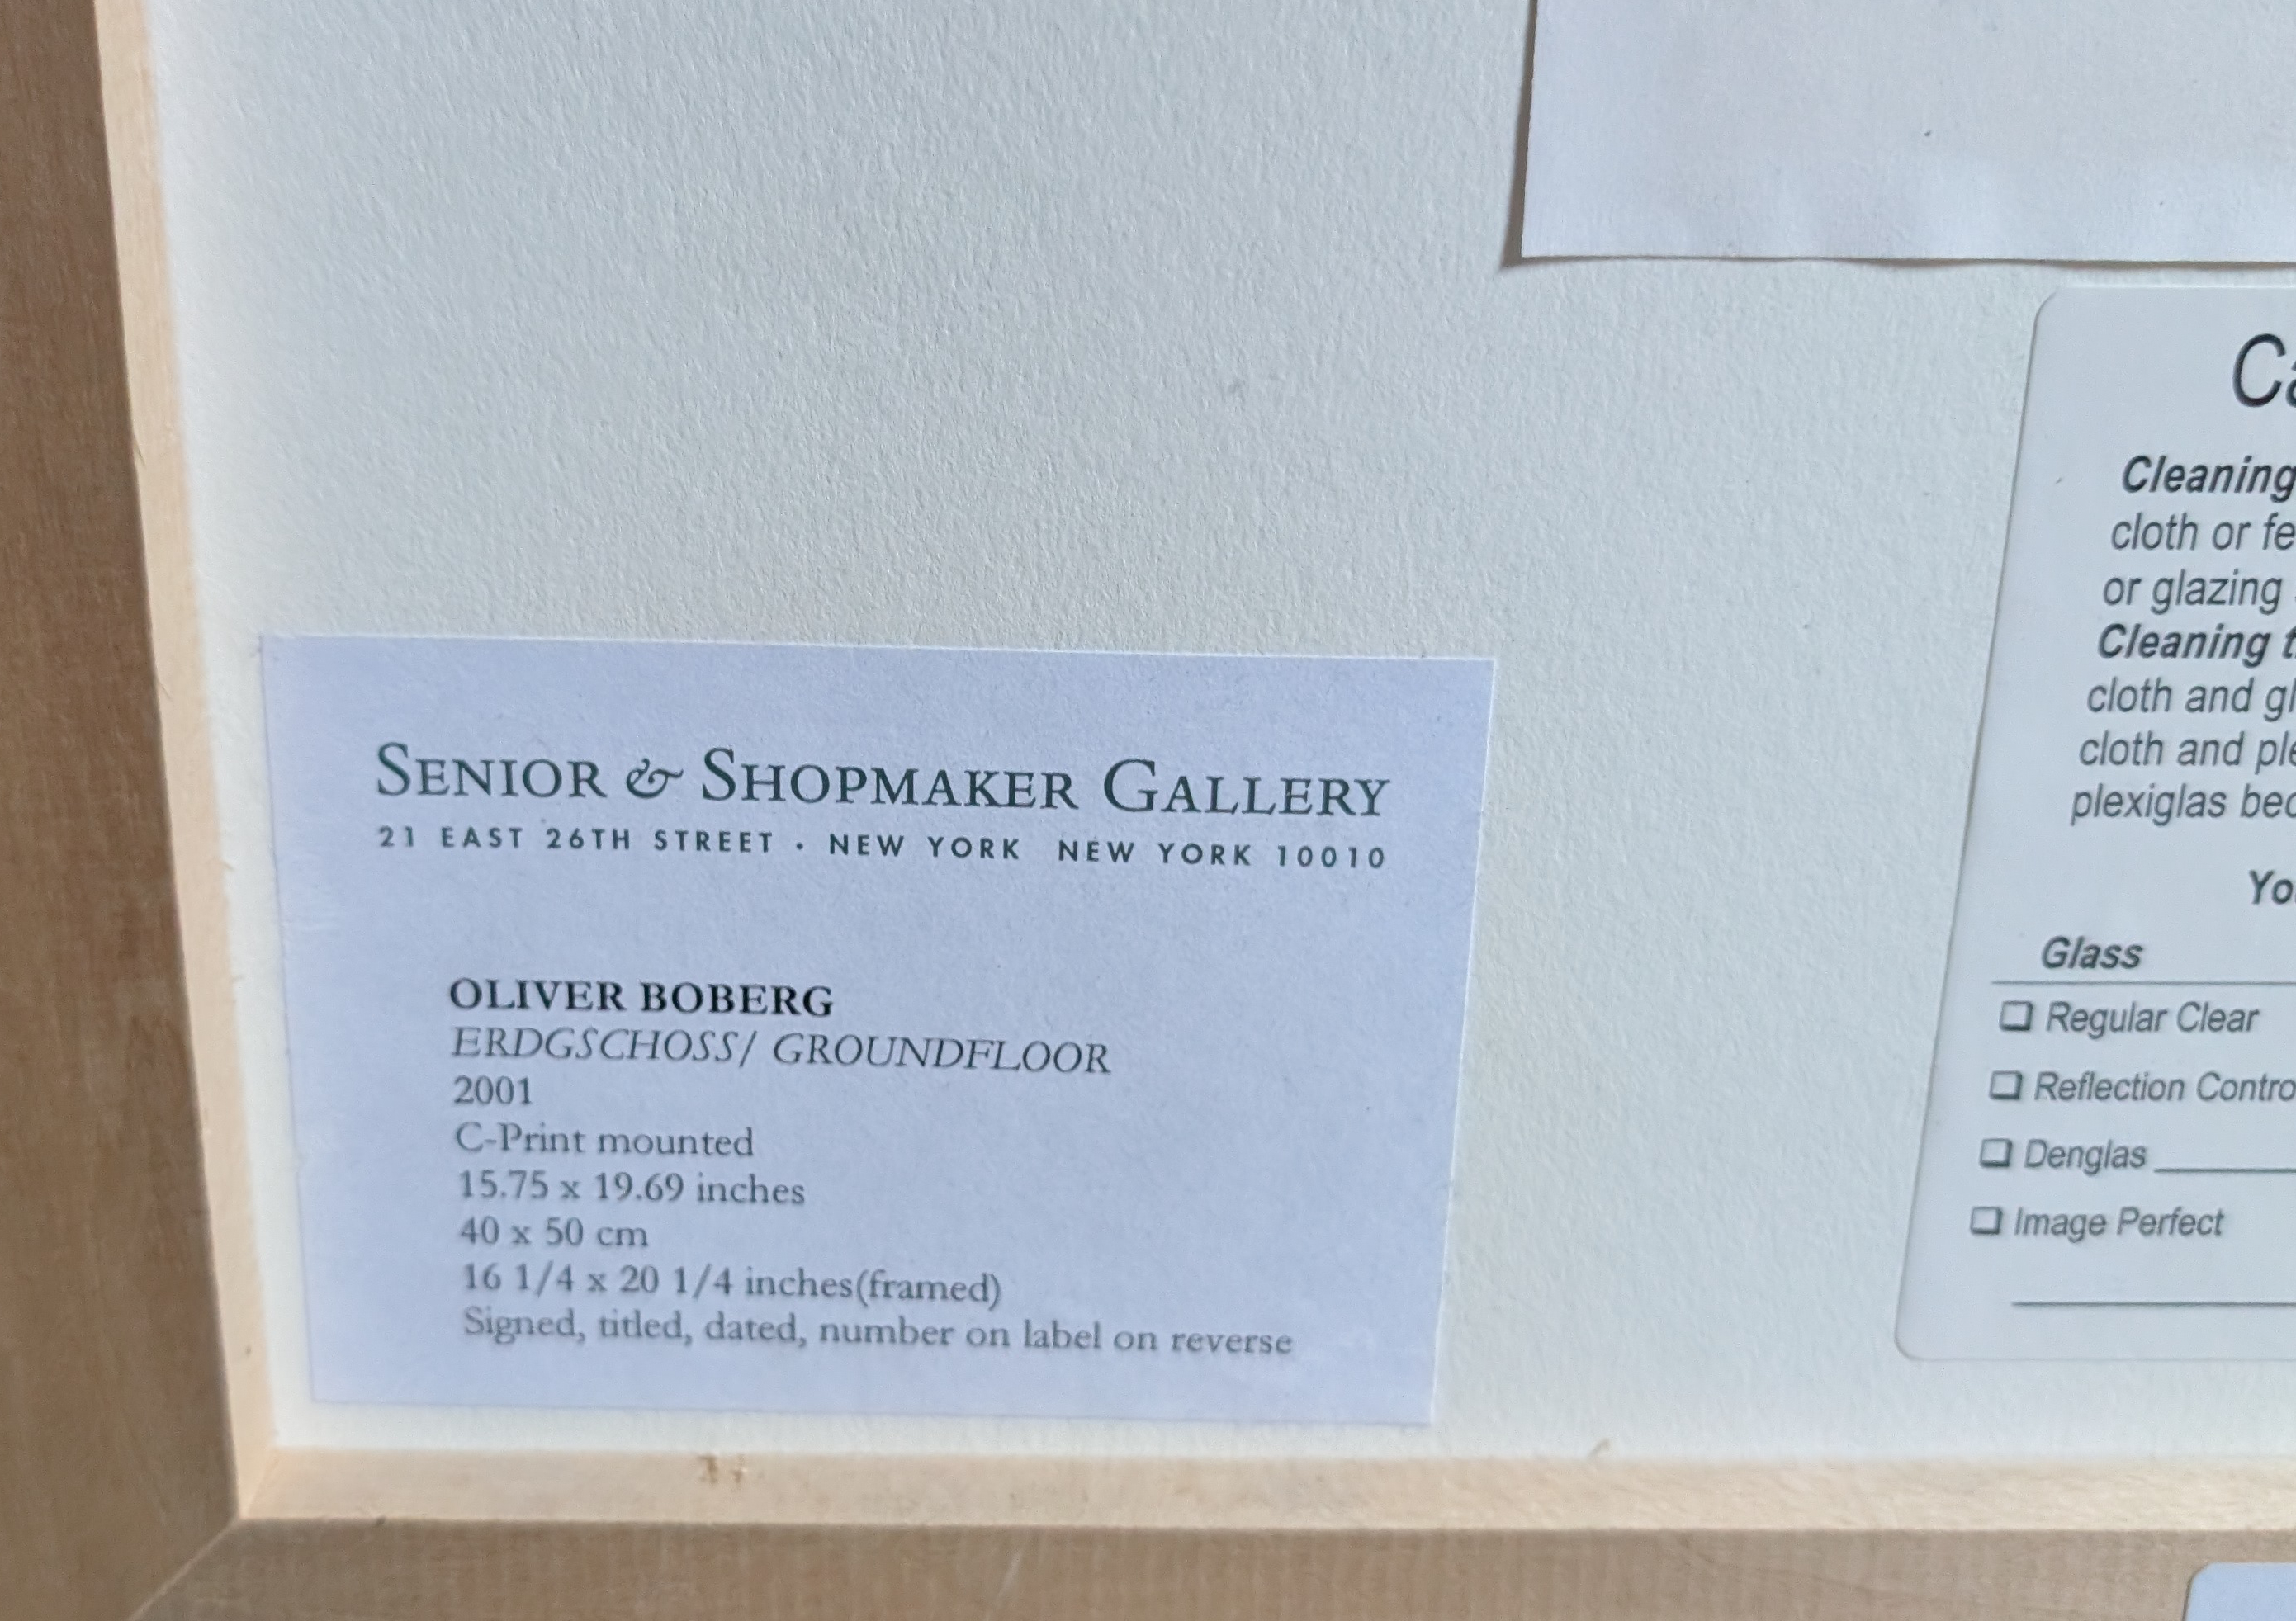 SENIOR & SHOPMAKER GALLERY
21 EAST 26TH STREET · NEW YORK NEW YORK 10010
OLIVER BOBERG
ERDGSCHOSS/ GROUNDFLOOR
2001
C-Print mounted
15.75 x 19.69 inches
40 x 50 cm
16 1/4 x 20 1/4 inches(framed)
Signed, titled, dated, number on label on reverse
Cleaning
cloth or
or glazing
Cleaning
cloth and
cloth and
plexiglas
Glass
❏ Regular Clear
❏ Reflection
❏ Denglas
❏ Image Perfect